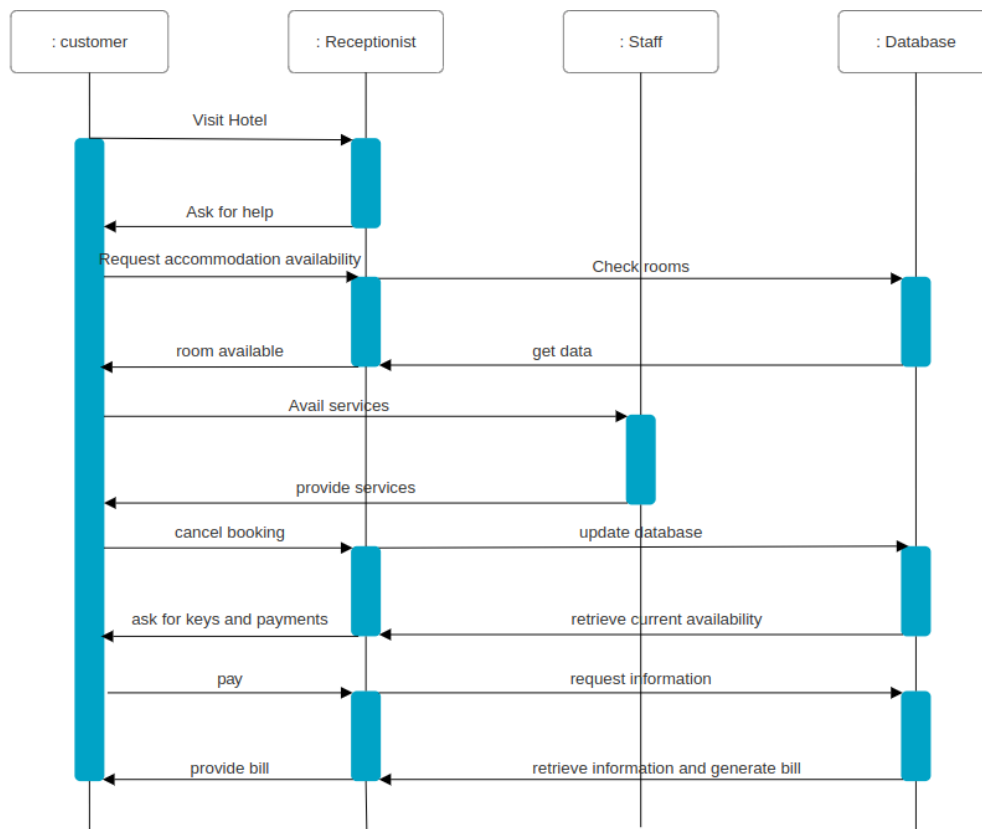 : customer
: Receptionist
: Staff
: Database
Visit Hotel
Ask for help
Request accommodation availability
Check rooms
room available
get data
Avail services
provide services
cancel booking
update database
ask for keys and payments
retrieve current availability
pay
request information
provide bill
retrieve information and generate bill